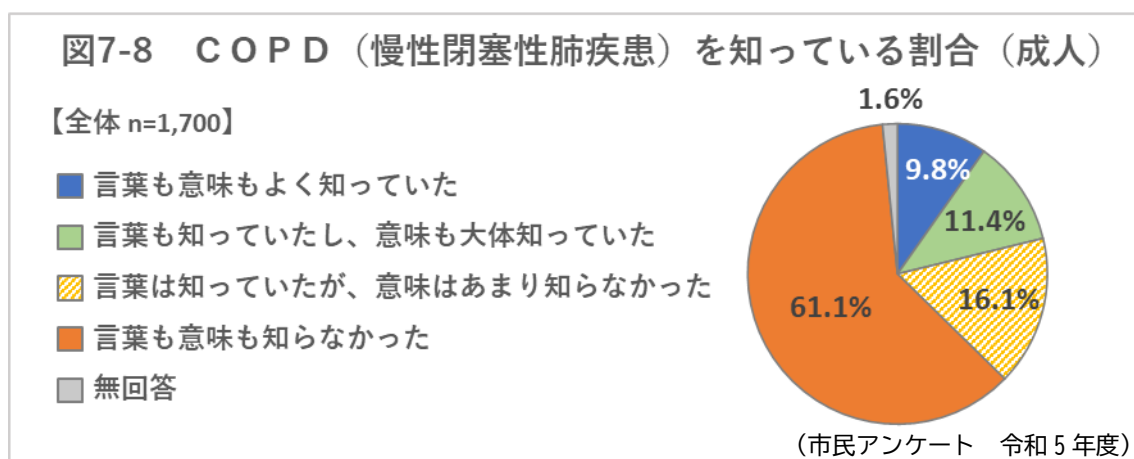 図7-8 ＣＯＰＤ（慢性閉塞性肺疾患）を知っている割合（成人）
【全体 n=1,700】
言葉も意味もよく知っていた
言葉も知っていたし、意味も大体知っていた
言葉は知っていたが、意味はあまり知らなかった
言葉も意味も知らなかった
無回答
1.6%
9.8%
11.4%
16.1%
61.1%
（市民アンケート　令和５年度）